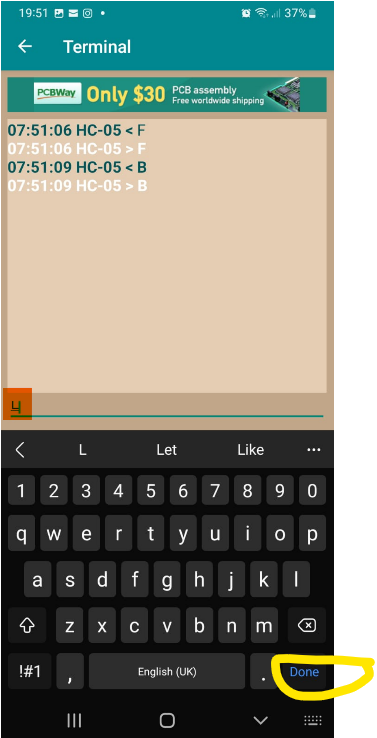 19:51 37%
Terminal
PCBWay Only $30 PCB assembly
Free worldwide shipping
07:51:06 HC-05 < F
07:51:06 HC-05 > F
07:51:09 HC-05 < B
07:51:09 HC-05 > B
L Let Like
1 2 3 4 5 6 7 8 9 0
q w e r t y u i o p
a s d f g h j k l
z x c v b n m
!#1 , English (UK) . Done